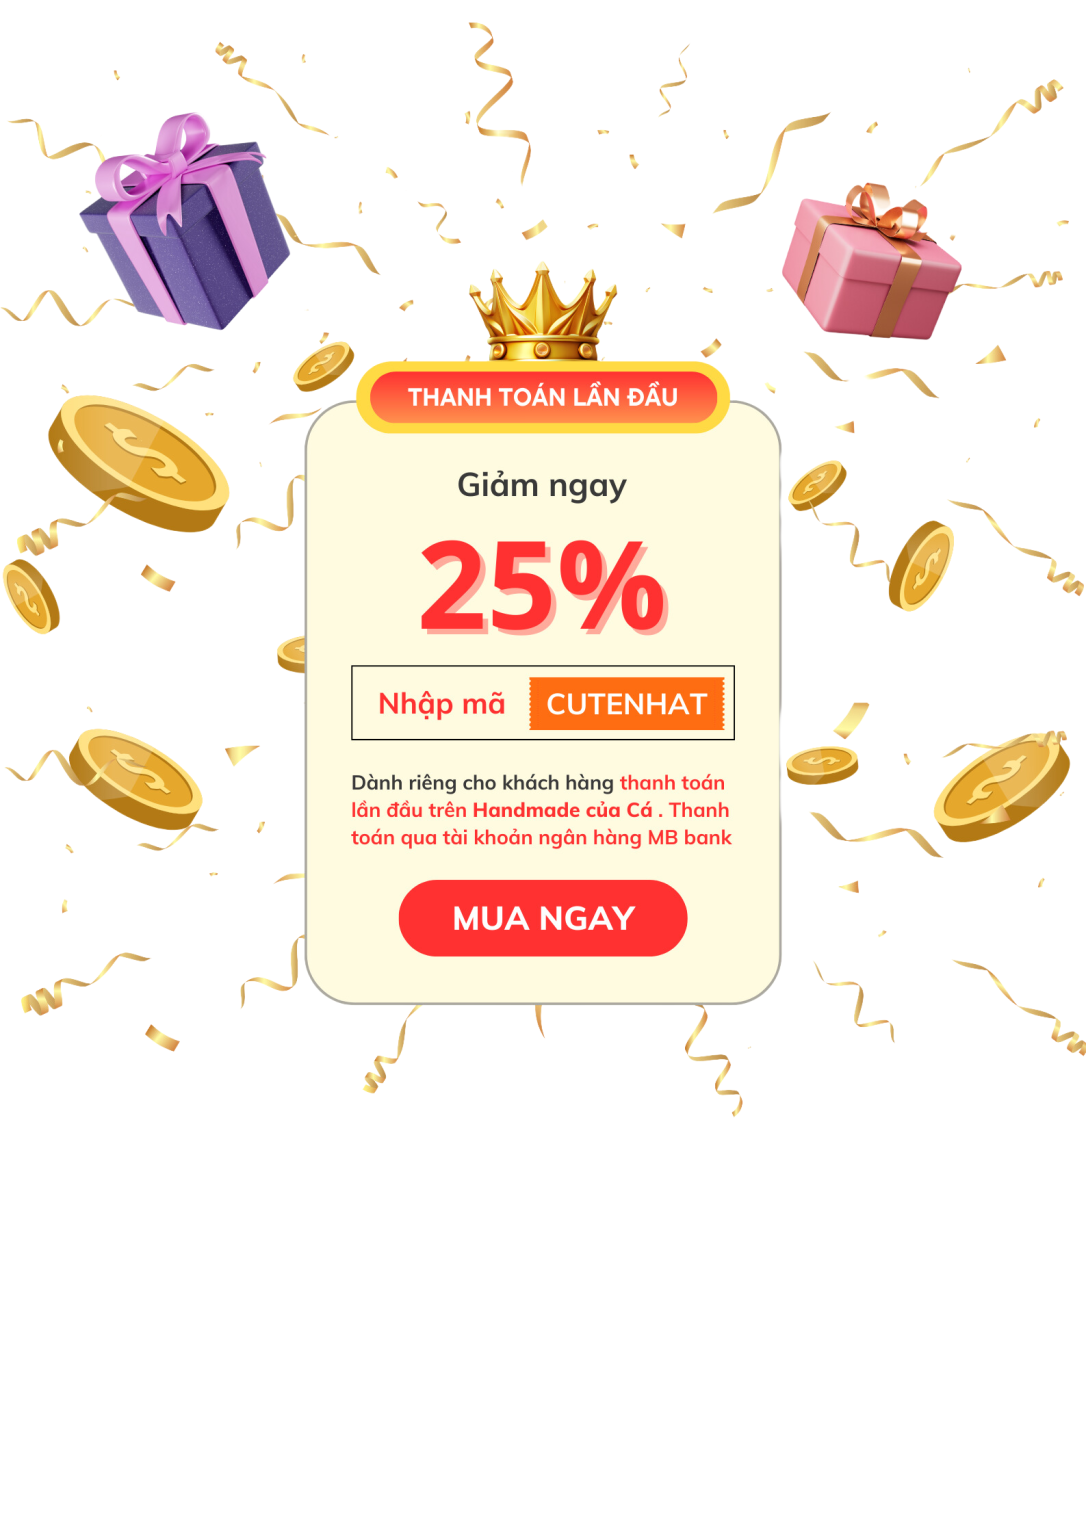 THANH TOÁN LẦN ĐẦU
Giảm ngay
25%
Nhập mã CUTENHAT
Dành riêng cho khách hàng thanh toán
lần đầu trên Handmade của Cá . Thanh
toán qua tài khoản ngân hàng MB bank
MUA NGAY